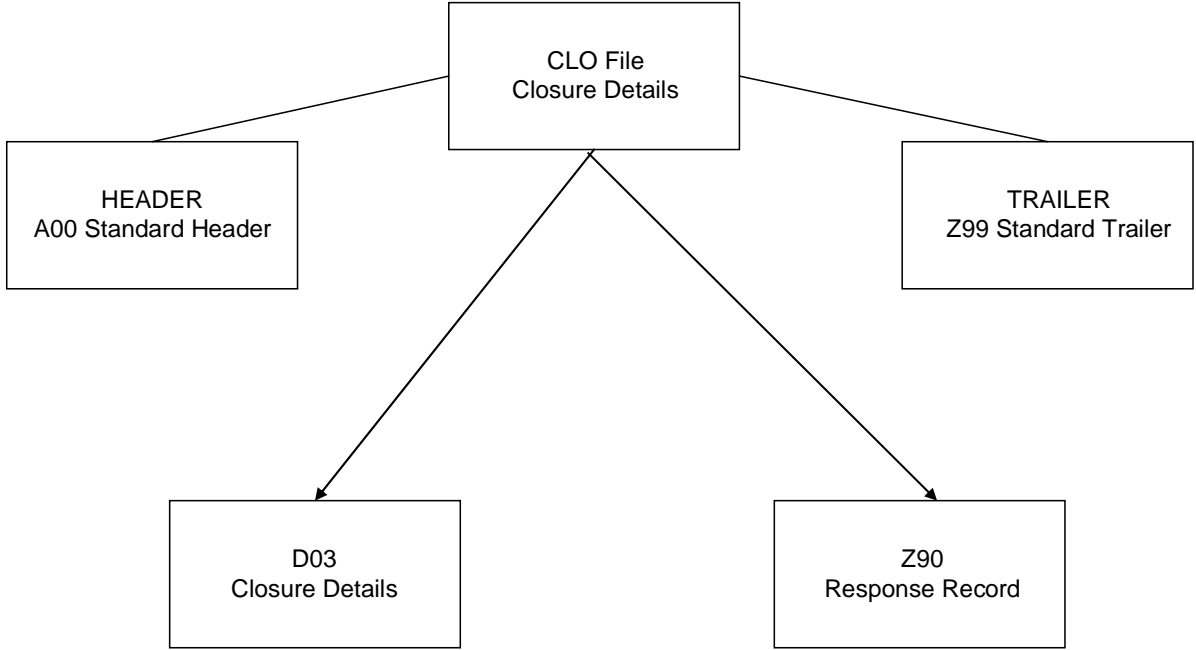 CLO File
Closure Details
HEADER
A00 Standard Header
TRAILER
Z99 Standard Trailer
D03
Closure Details
Z90
Response Record